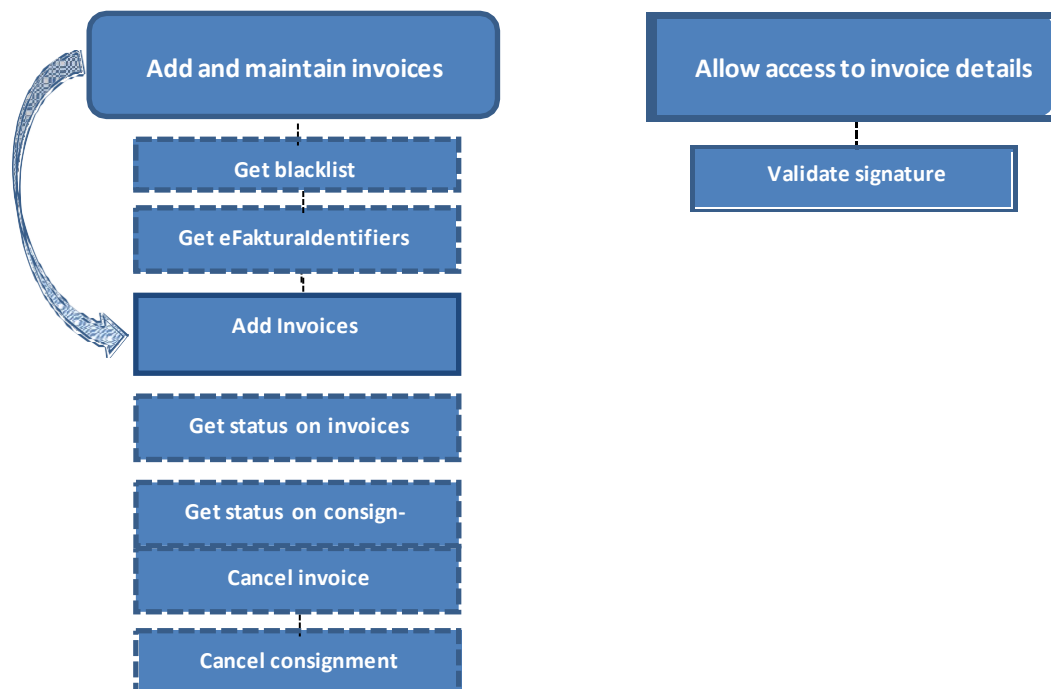 Add and maintain invoices
Get blacklist
Get eFakturaIdentifiers
Add Invoices
Get status on invoices
Get status on consign-
Cancel invoice
Cancel consignment
Allow access to invoice details
Validate signature